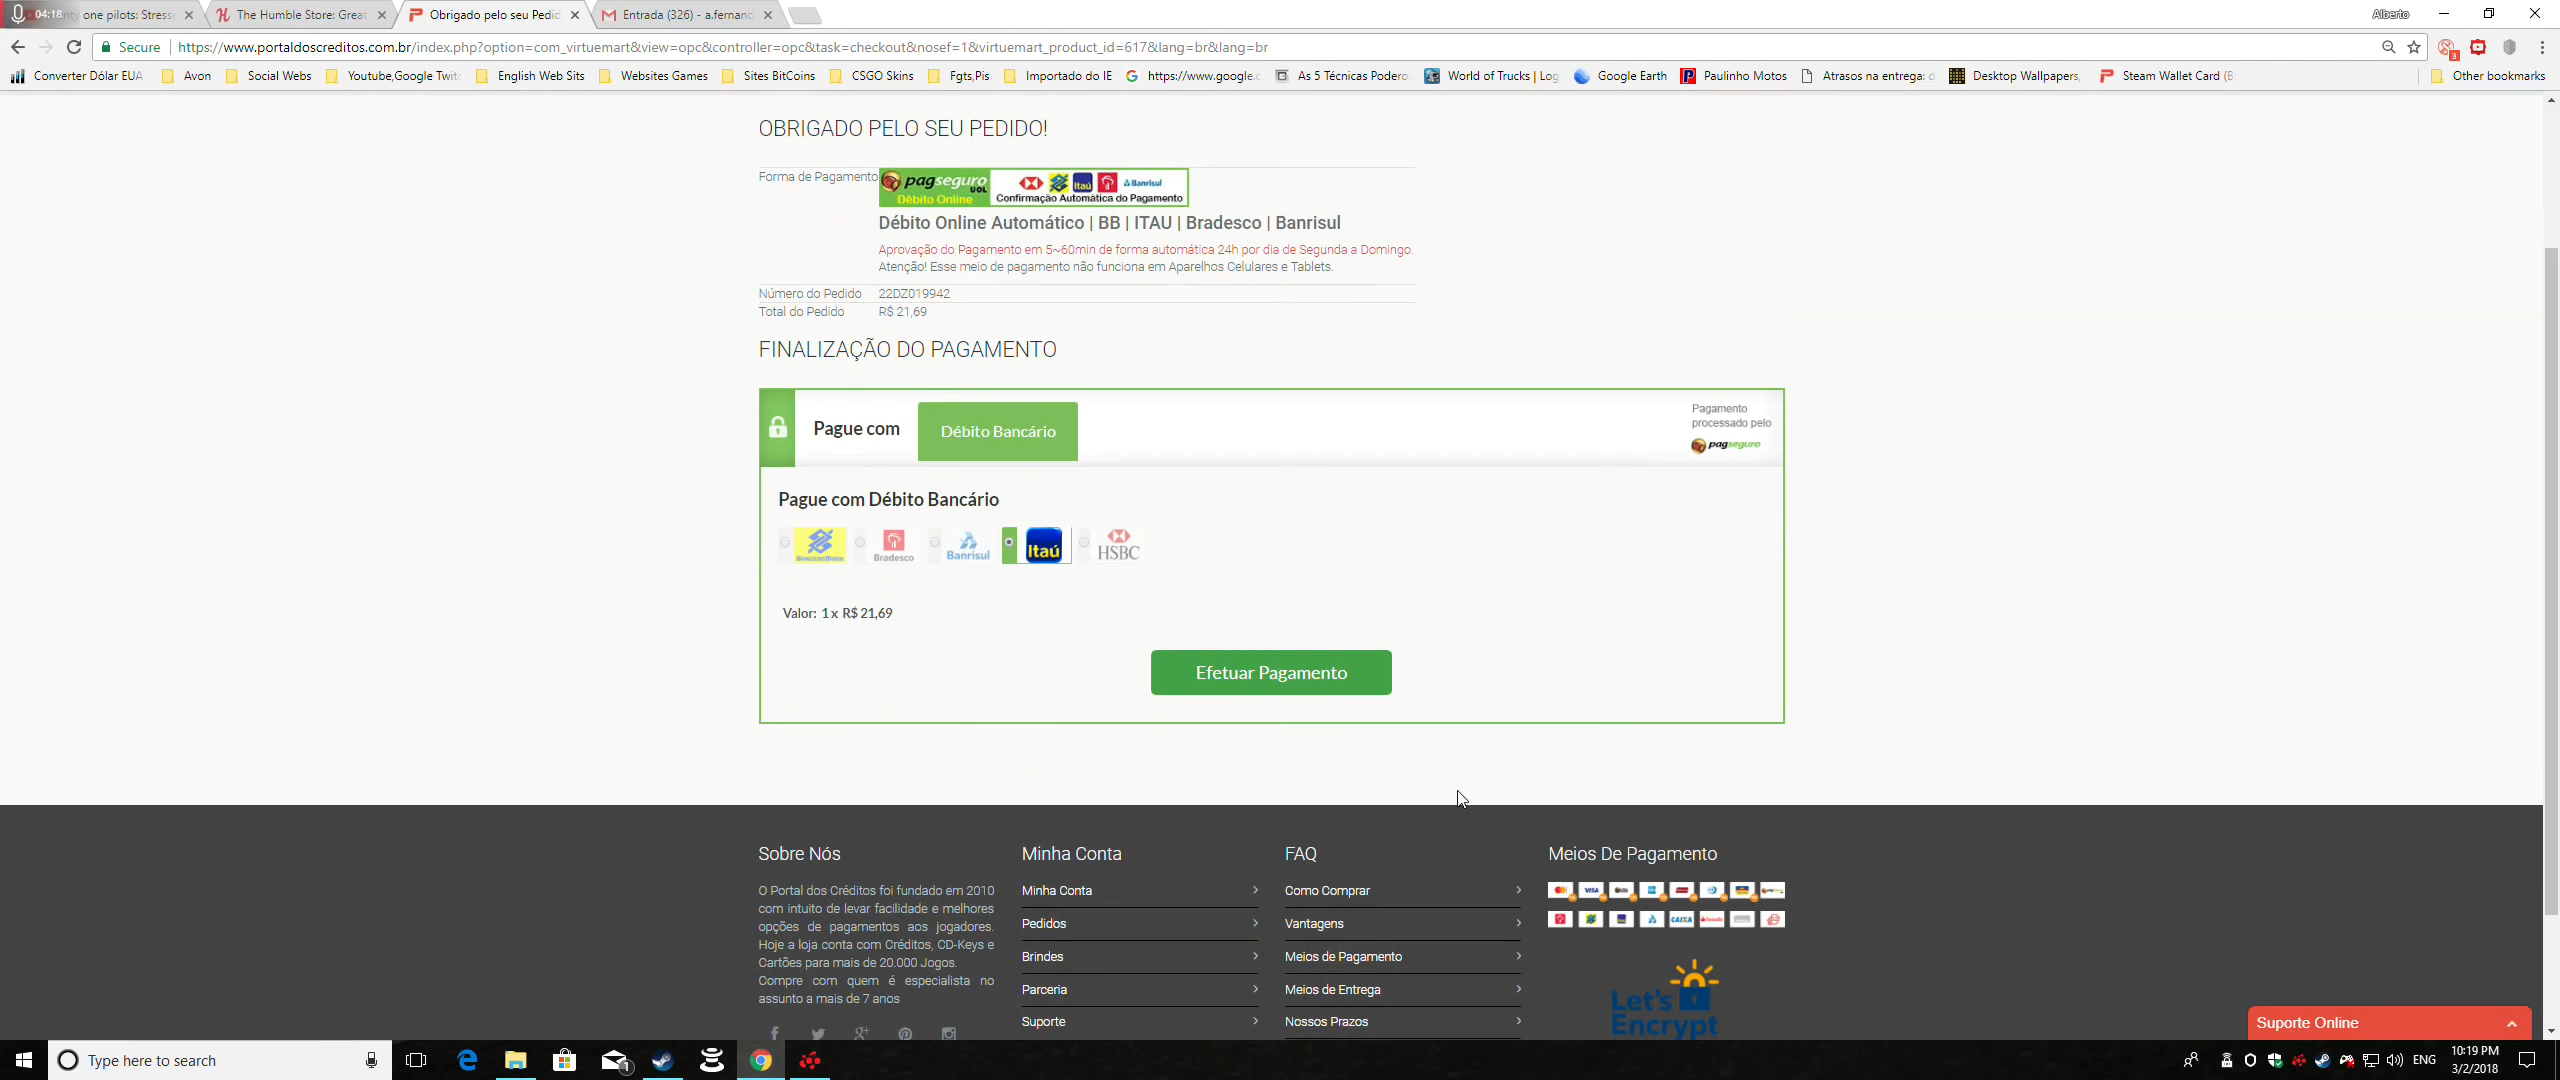 04:18
nty one pilots: Stresse
The Humble Store: Great
Obrigado pelo seu Pedid
Entrada (326) - a.fernand
Alberto
Secure
https://www.portaldoscreditos.com.br/index.php?option=com_virtuemart&view=opc&controller=opc&task=checkout&nosef=1&virtuemart_product_id=617&lang=br&lang=br
3
Converter Dólar EUA
Avon
Social Webs
Youtube,Google Twit
English Web Sits
Websites Games
Sites BitCoins
CSGO Skins
Fgts,Pis
Importado do IE
https://www.google.c
As 5 Técnicas Podero
World of Trucks | Log
Google Earth
Paulinho Motos
Atrasos na entrega: d
Desktop Wallpapers,
Steam Wallet Card (B
Other bookmarks
OBRIGADO PELO SEU PEDIDO!
Forma de Pagamento
pagseguro UOL
Débito Online
Itaú
Banrisul
Confirmação Automática do Pagamento
Débito Online Automático | BB | ITAU | Bradesco | Banrisul
Aprovação do Pagamento em 5~60min de forma automática 24h por dia de Segunda a Domingo.
Atenção! Esse meio de pagamento não funciona em Aparelhos Celulares e Tablets.
Número do Pedido 22DZ019942
Total do Pedido R$ 21,69
FINALIZAÇÃO DO PAGAMENTO
Pague com
Débito Bancário
Pagamento
processado pelo
pagseguro
Pague com Débito Bancário
BANCO DO BRASIL
Bradesco
Banrisul
Itaú
HSBC
Valor: 1 x R$ 21,69
Efetuar Pagamento
Sobre Nós
O Portal dos Créditos foi fundado em 2010
com intuito de levar facilidade e melhores
opções de pagamentos aos jogadores.
Hoje a loja conta com Créditos, CD-Keys e
Cartões para mais de 20.000 Jogos.
Compre com quem é especialista no
assunto a mais de 7 anos
Minha Conta
Minha Conta
Pedidos
Brindes
Parceria
Suporte
FAQ
Como Comprar
Vantagens
Meios de Pagamento
Meios de Entrega
Nossos Prazos
Meios De Pagamento
VISA
CAIXA
Let's
Encrypt
Suporte Online
Type here to search
1
ENG
10:19 PM
3/2/2018